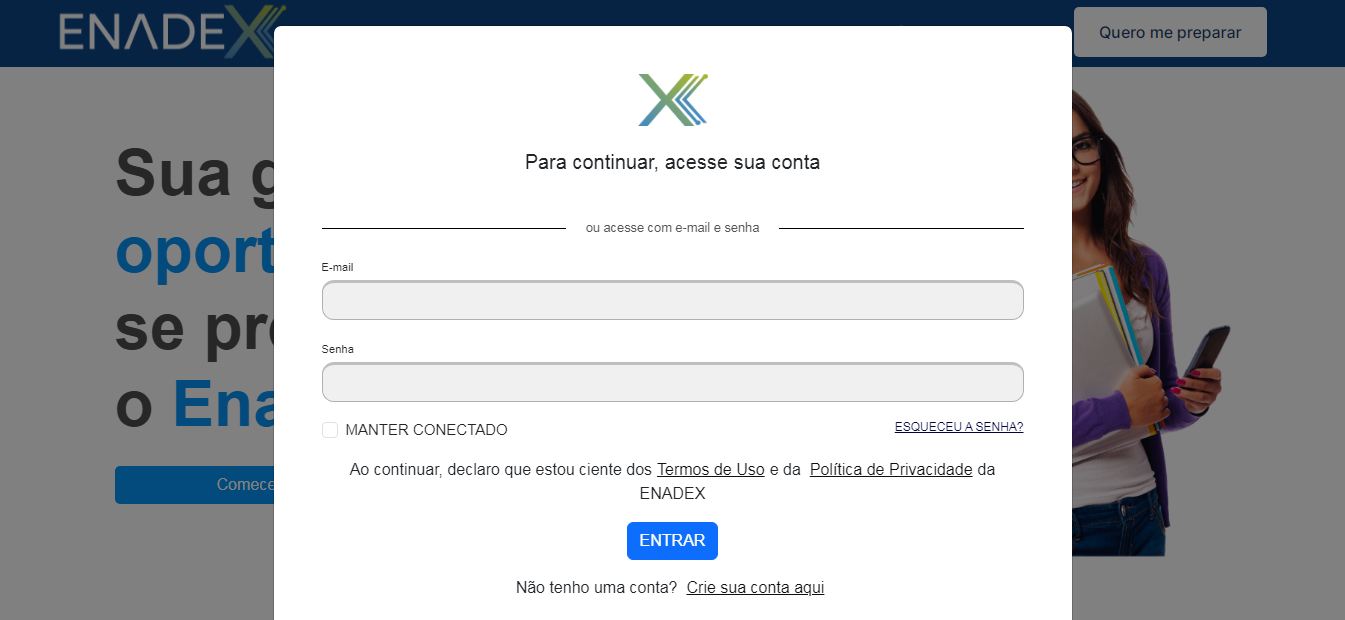 ENADEX
Quero me preparar
Para continuar, acesse sua conta
ou acesse com e-mail e senha
E-mail
Senha
MANTER CONECTADO
ESQUECEU A SENHA?
Ao continuar, declaro que estou ciente dos Termos de Uso e da Política de Privacidade da
ENADEX
ENTRAR
Não tenho uma conta? Crie sua conta aqui
Sua g
oport
se pr
o Ena
Comece